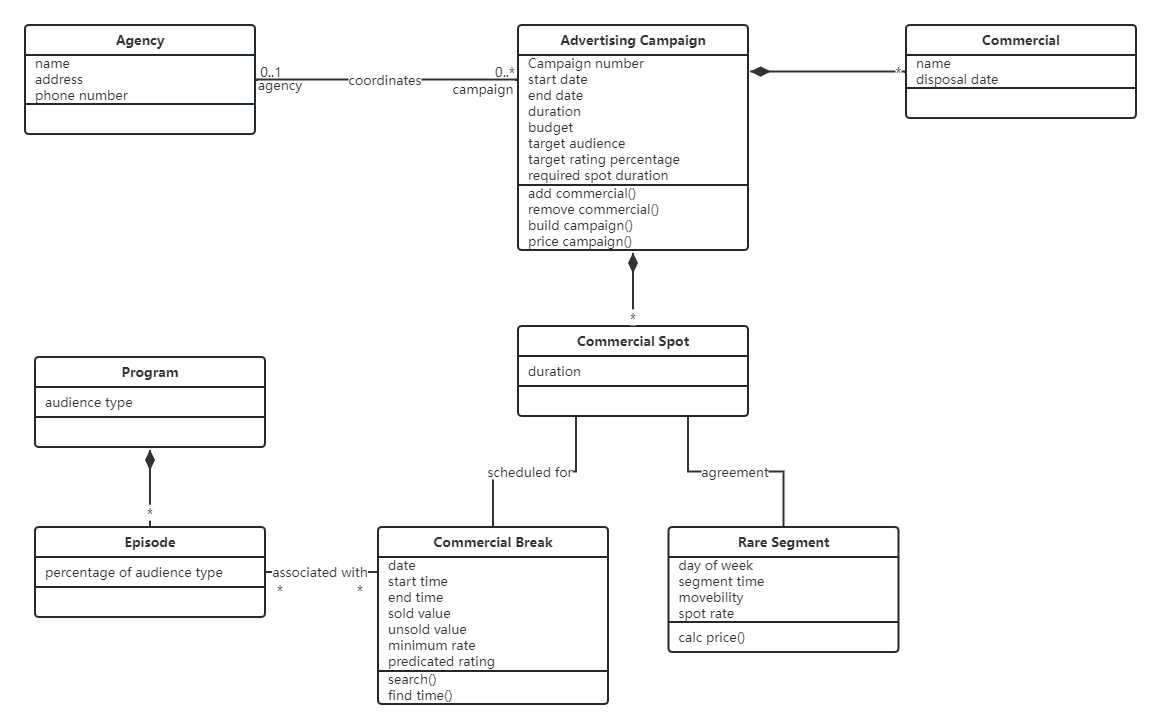 Agency
name
address
phone number
0..1
agency
coordinates
0..*
campaign
Advertising Campaign
Campaign number
start date
end date
duration
budget
target audience
target rating percentage
required spot duration
add commercial()
remove commercial()
build campaign()
price campaign()
*
Commercial
name
disposal date
*
Commercial Spot
duration
Program
audience type
*
scheduled for
agreement
Episode
percentage of audience type
associated with
*
*
Commercial Break
date
start time
end time
sold value
unsold value
minimum rate
predicated rating
search()
find time()
Rare Segment
day of week
segment time
movebility
spot rate
calc price()